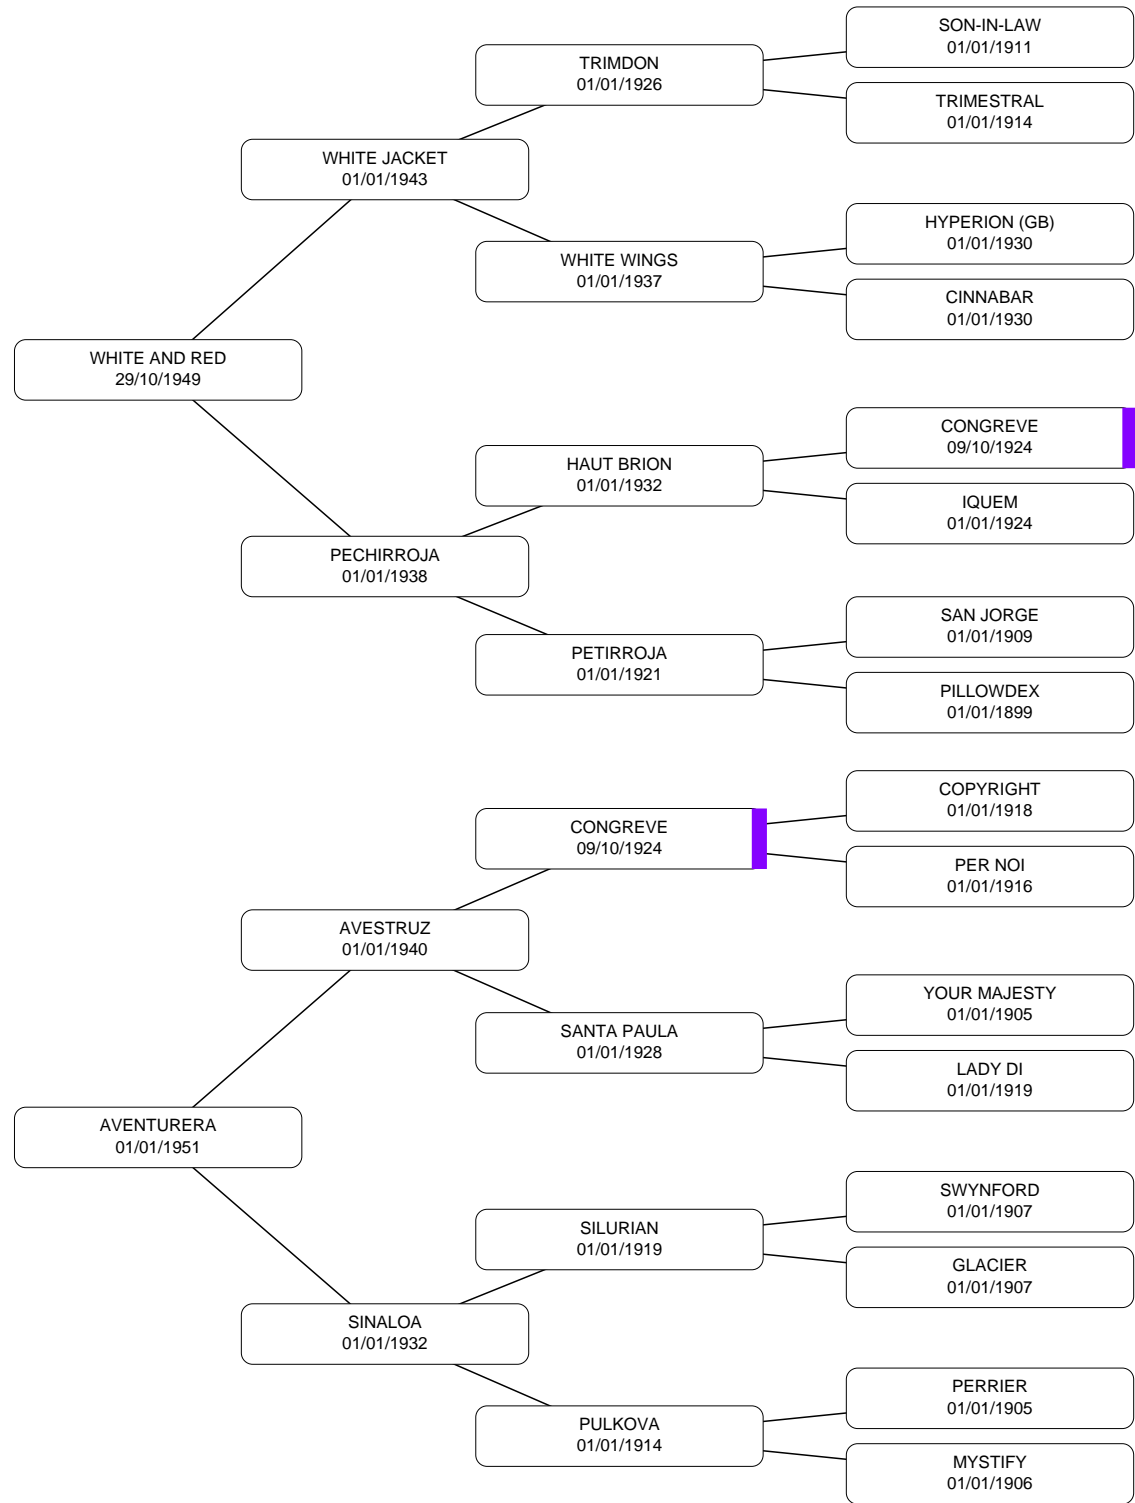 SON-IN-LAW
01/01/1911
TRIMDON
01/01/1926
TRIMESTRAL
01/01/1914
WHITE JACKET
01/01/1943
HYPERION (GB)
01/01/1930
WHITE WINGS
01/01/1937
CINNABAR
01/01/1930
WHITE AND RED
29/10/1949
CONGREVE
09/10/1924
HAUT BRION
01/01/1932
IQUEM
01/01/1924
PECHIRROJA
01/01/1938
SAN JORGE
01/01/1909
PETIRROJA
01/01/1921
PILLOWDEX
01/01/1899
COPYRIGHT
01/01/1918
CONGREVE
09/10/1924
PER NOI
01/01/1916
AVESTRUZ
01/01/1940
YOUR MAJESTY
01/01/1905
SANTA PAULA
01/01/1928
LADY DI
01/01/1919
AVENTURERA
01/01/1951
SWYNFORD
01/01/1907
SILURIAN
01/01/1919
GLACIER
01/01/1907
SINALOA
01/01/1932
PERRIER
01/01/1905
PULKOVA
01/01/1914
MYSTIFY
01/01/1906